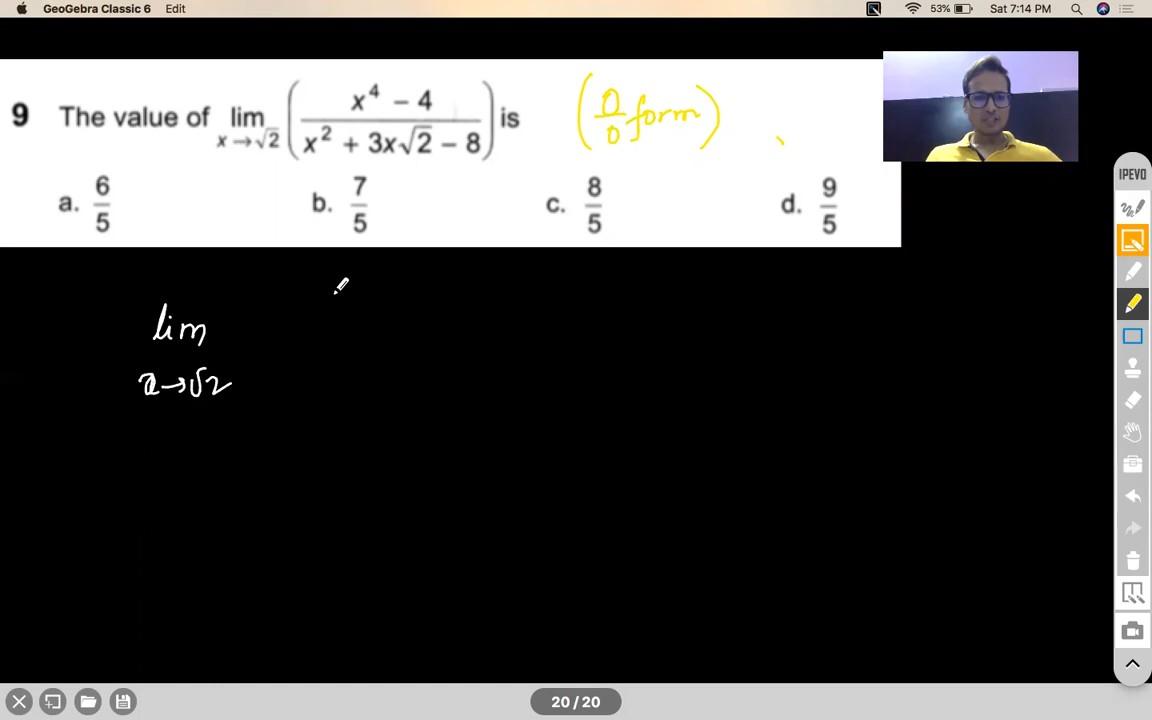 GeoGebra Classic 6 Edit 53% Sat 7:14 PM
9 The value of lim x→√2 ( x⁴ − 4 / x² + 3x√2 − 8 ) is ( 0/0 form )
a. 6/5 b. 7/5 c. 8/5 d. 9/5
IPEVO
lim
x→√2
20 / 20